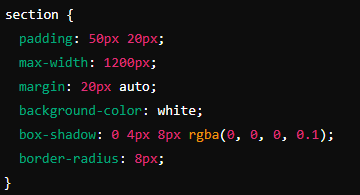 section {
    padding: 50px 20px;
    max-width: 1200px;
    margin: 20px auto;
    background-color: white;
    box-shadow: 0 4px 8px rgba(0, 0, 0, 0.1);
    border-radius: 8px;
}